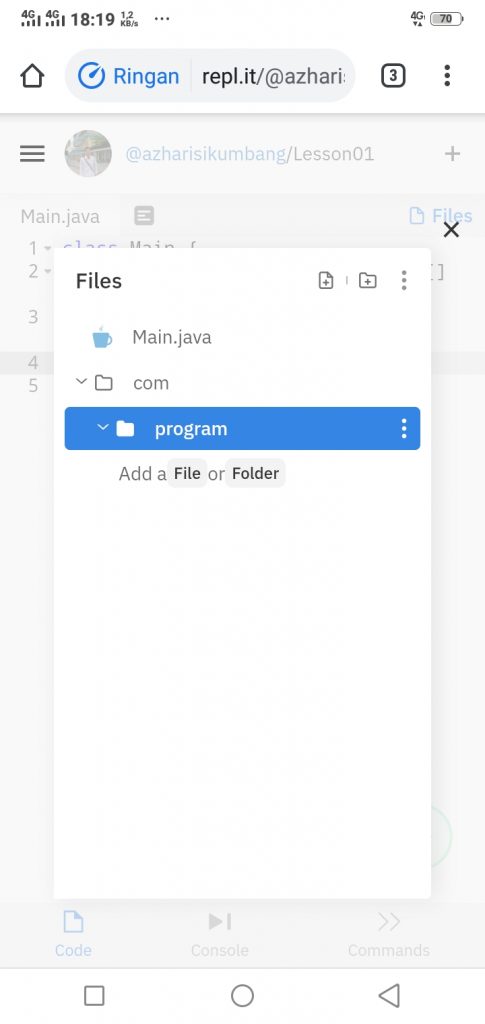 4G 4G 18:19 1,2 KB/s ... 4G 70
Ringan repl.it/@azhari
3
@azharisikumbang/Lesson01 +
Main.java Files
1 class Main {
2 []
3
4
5
Files
Main.java
com
program
Add a File or Folder
Code Console Commands